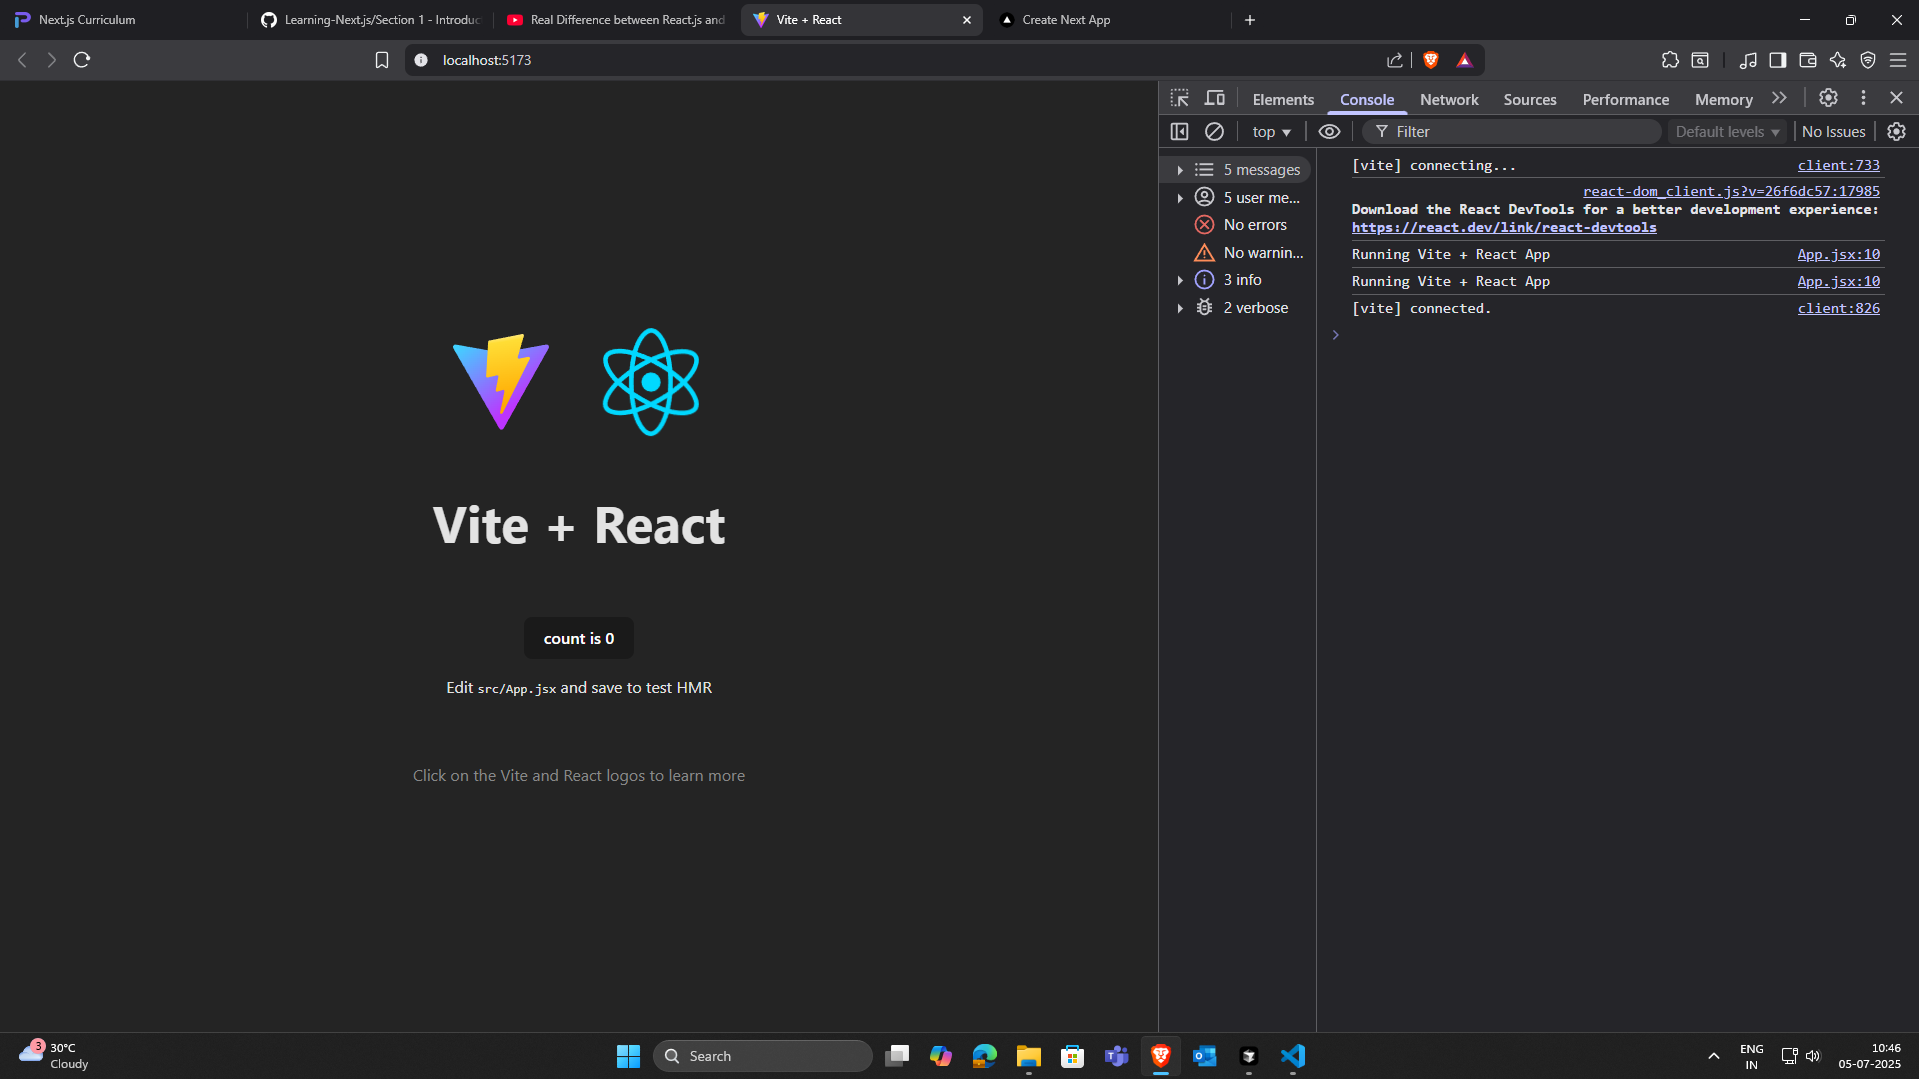 Next.js Curriculum
Learning-Next.js/Section 1 - Introduc
Real Difference between React.js and
Vite + React
Create Next App
localhost:5173
Elements
Console
Network
Sources
Performance
Memory
top
Filter
Default levels
No Issues
5 messages
5 user me...
No errors
No warnin...
3 info
2 verbose
[vite] connecting... client:733
react-dom_client.js?v=26f6dc57:17985
Download the React DevTools for a better development experience:
https://react.dev/link/react-devtools
Running Vite + React App App.jsx:10
Running Vite + React App App.jsx:10
[vite] connected. client:826
Vite + React
count is 0
Edit src/App.jsx and save to test HMR
Click on the Vite and React logos to learn more
3
30°C
Cloudy
Search
ENG
IN
10:46
05-07-2025